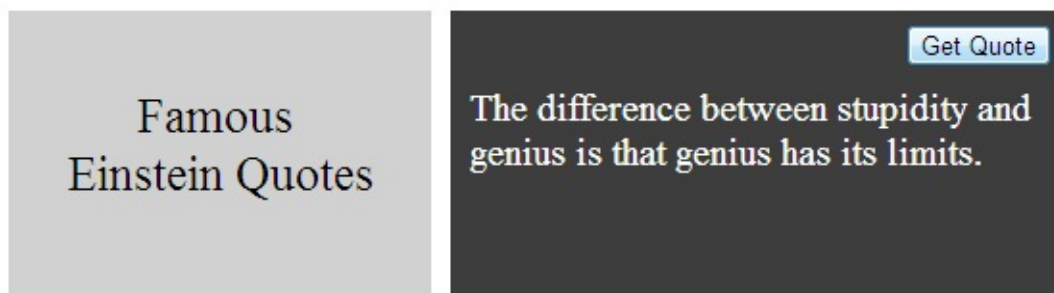 Famous
Einstein Quotes
Get Quote
The difference between stupidity and
genius is that genius has its limits.